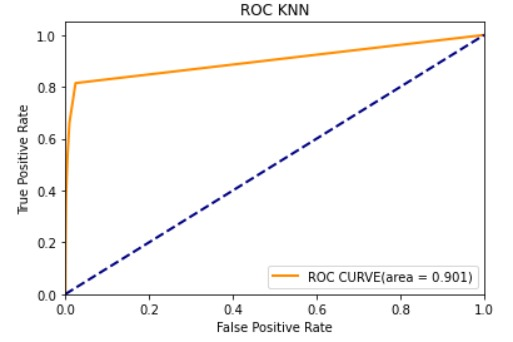 ROC KNN
1.0
0.8
0.6
0.4
0.2
0.0
True Positive Rate
ROC CURVE(area = 0.901)
0.0 0.2 0.4 0.6 0.8 1.0
False Positive Rate